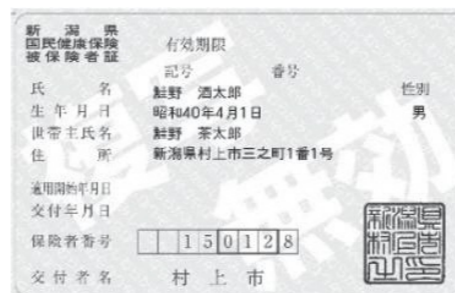 新潟県
国民健康保険
被保険者証
有効期限
記号 番号
氏名 鮭野 酒太郎 性別
生年月日 昭和40年4月1日 男
世帯主氏名 鮭野 茶太郎
住所 新潟県村上市三之町1番1号
適用開始年月日
交付年月日
保険者番号 150128
交付者名 村上市
複写
無効